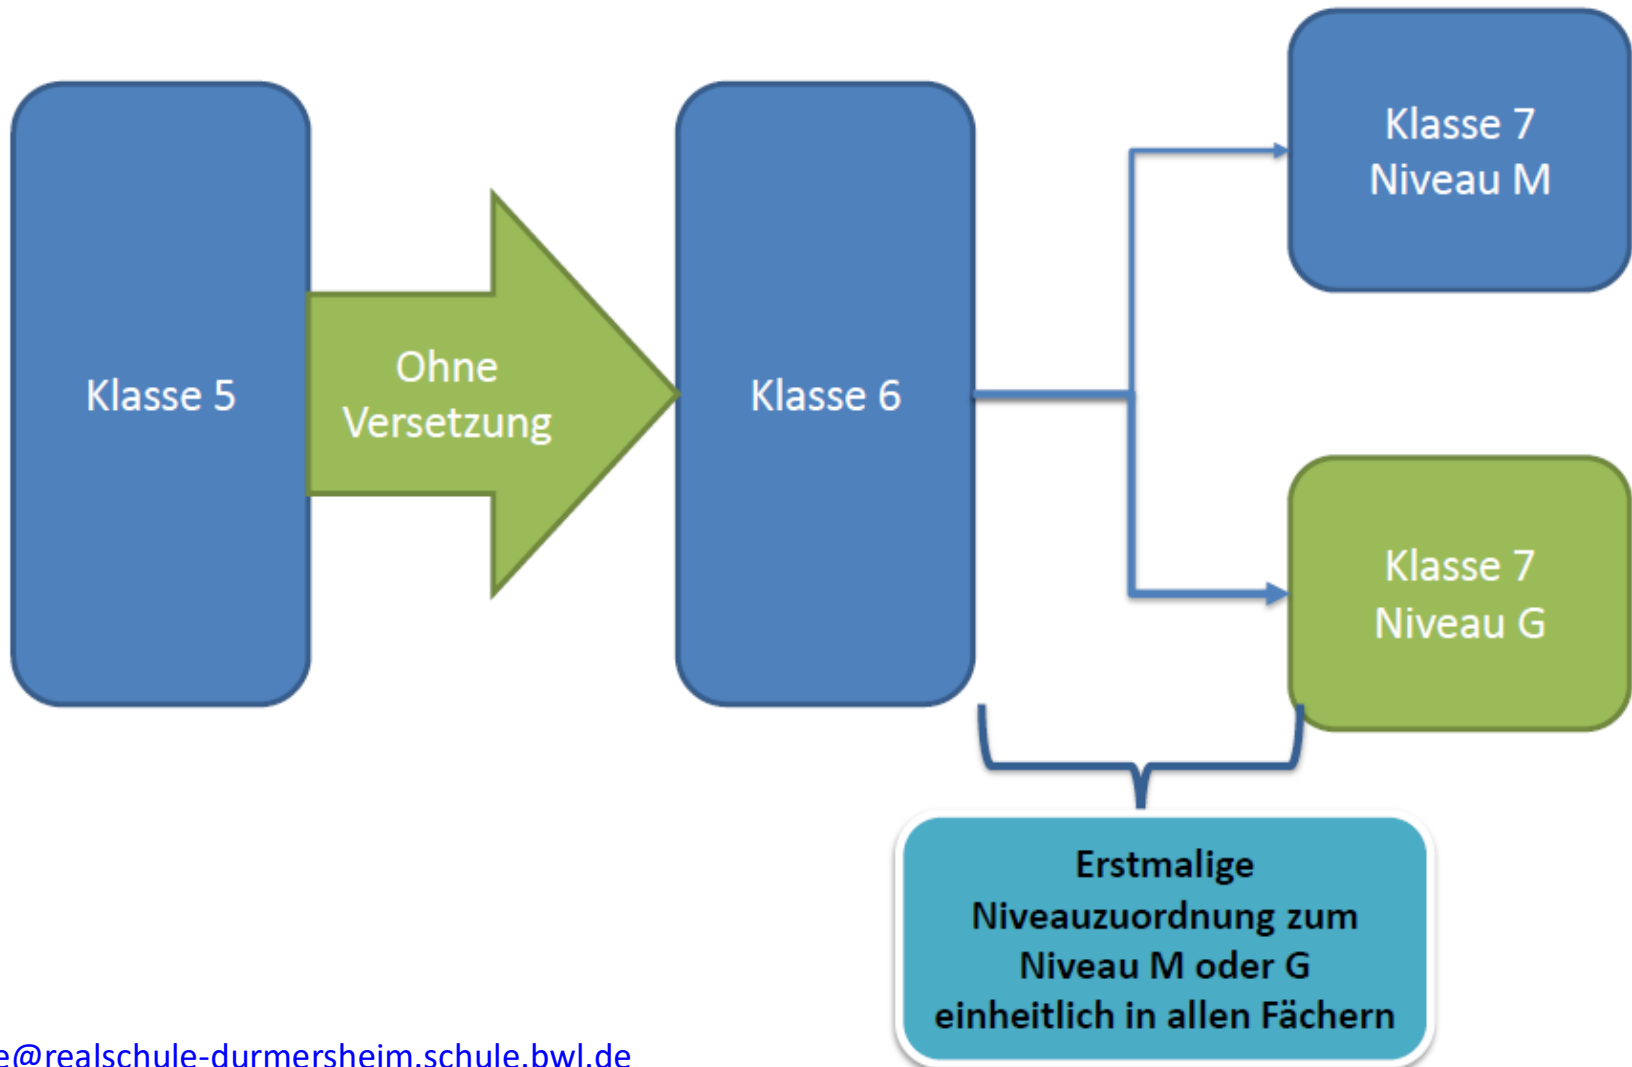 Klasse 5
Ohne
Versetzung
Klasse 6
Klasse 7
Niveau M
Klasse 7
Niveau G
Erstmalige
Niveauzuordnung zum
Niveau M oder G
einheitlich in allen Fächern
e@realschule-durmersheim.schule.bwl.de